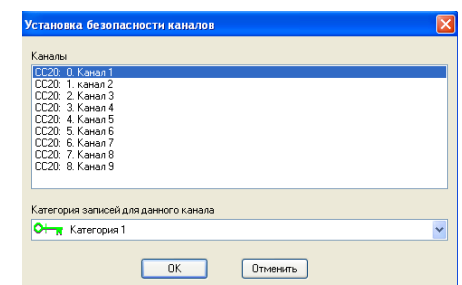 Установка безопасности каналов
Каналы
CC20: 0. Канал 1
CC20: 1. канал 2
CC20: 2. Канал 3
CC20: 3. Канал 4
CC20: 4. Канал 5
CC20: 5. Канал 6
CC20: 6. Канал 7
CC20: 7. Канал 8
CC20: 8. Канал 9
Категория записей для данного канала
Категория 1
OK
Отменить